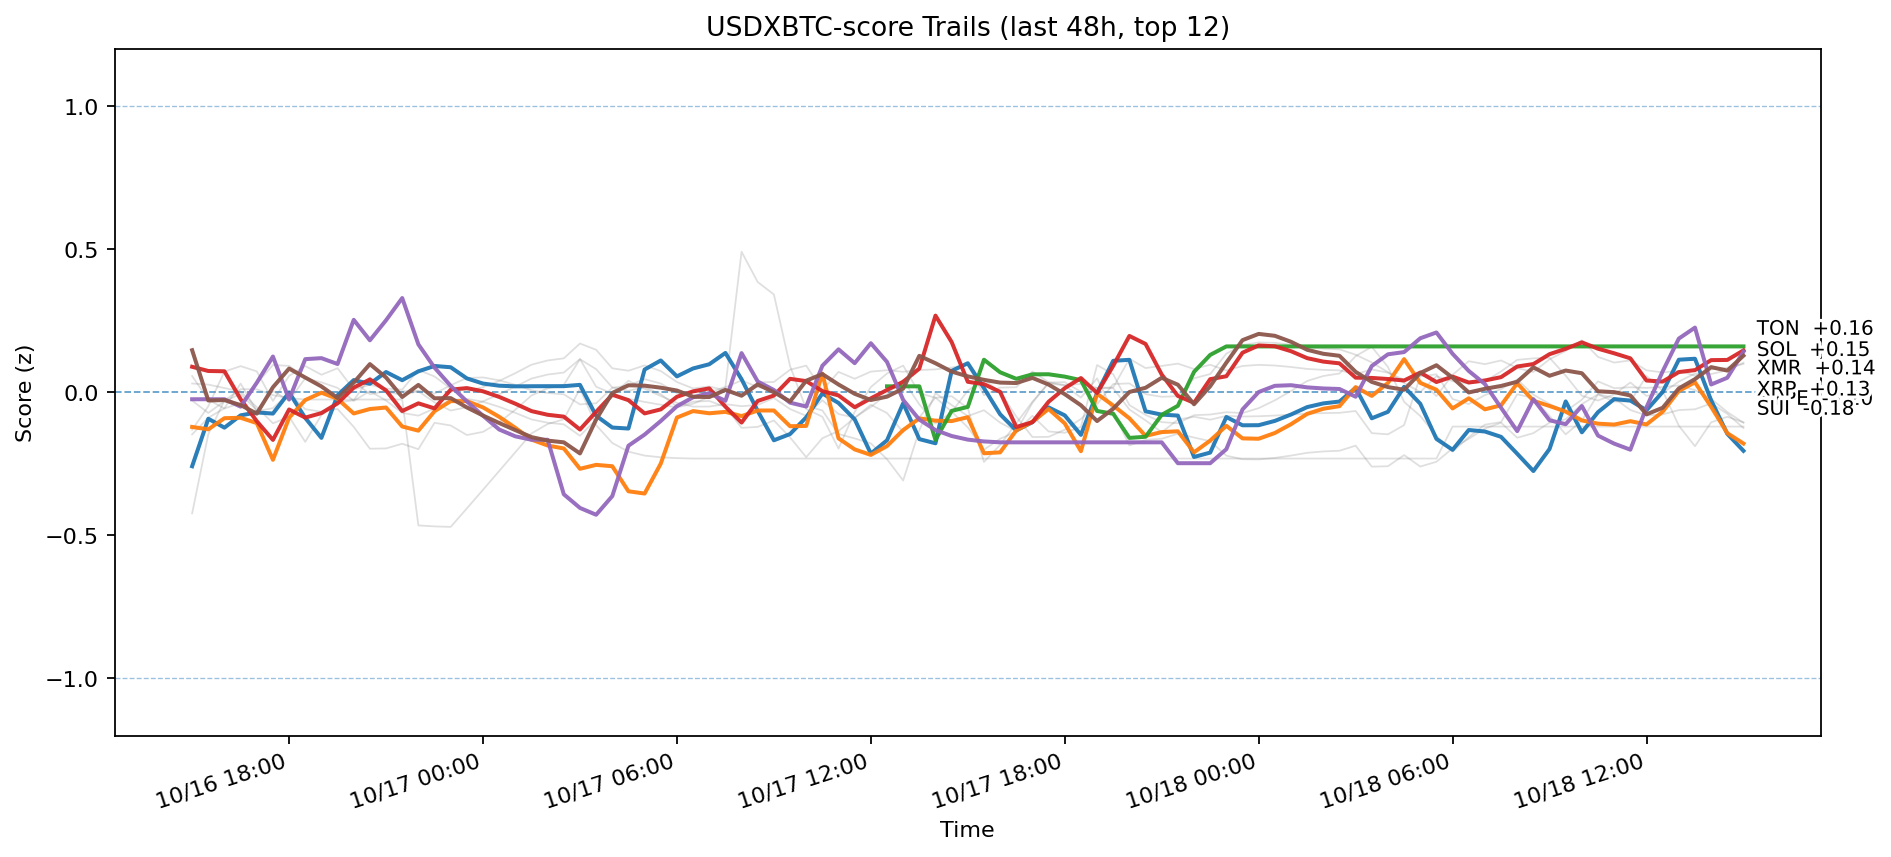 USDXBTC-score Trails (last 48h, top 12)
Score (z)
1.0
0.5
0.0
−0.5
−1.0
TON +0.16
SOL +0.15
XMR +0.14
XRP +0.13
SUI -0.18
10/16 18:00
10/17 00:00
10/17 06:00
10/17 12:00
10/17 18:00
10/18 00:00
10/18 06:00
10/18 12:00
Time